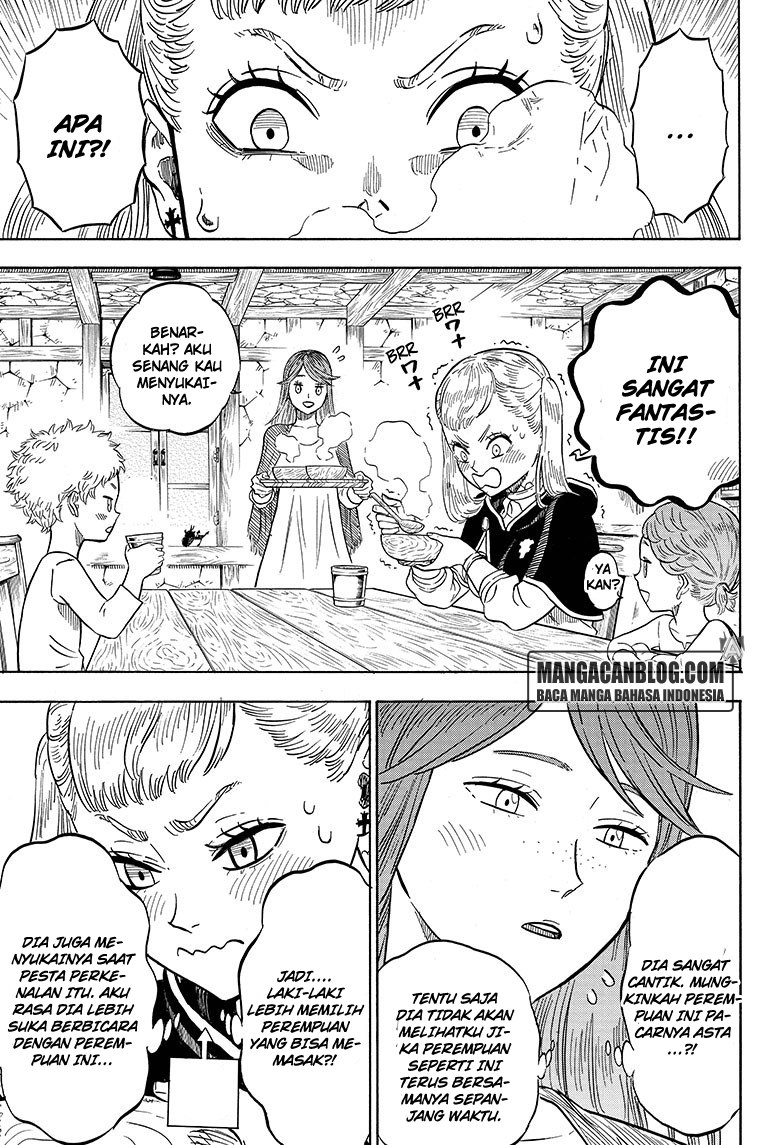 ...
APA
INI?!
INI
SANGAT
FANTAS-
TIS!!
BRR
ワナ
BRR
ワナ
BENAR-
KAH? AKU
SENANG KAU
MENYUKAI-
NYA.
YA
KAN?
MANGACANBLOG.COM
BACA MANGA BAHASA INDONESIA
DIA SANGAT
CANTIK. MUNG-
KINKAH PEREM-
PUAN INI PA-
CARNYA ASTA
...?!
TENTU SAJA
DIA TIDAK AKAN
MELIHATKU JI-
KA PEREMPUAN
SEPERTI INI
TERUS BERSA-
MANYA SEPAN-
JANG WAKTU.
JADI....
LAKI-LAKI
LEBIH MEMILIH
PEREMPUAN
YANG BISA ME-
MASAK?!
DIA JUGA ME-
NYUKAINYA SAAT
PESTA PERKE-
NALAN ITU. AKU
RASA DIA LEBIH
SUKA BERBICARA
DENGAN PEREM-
PUAN INI...